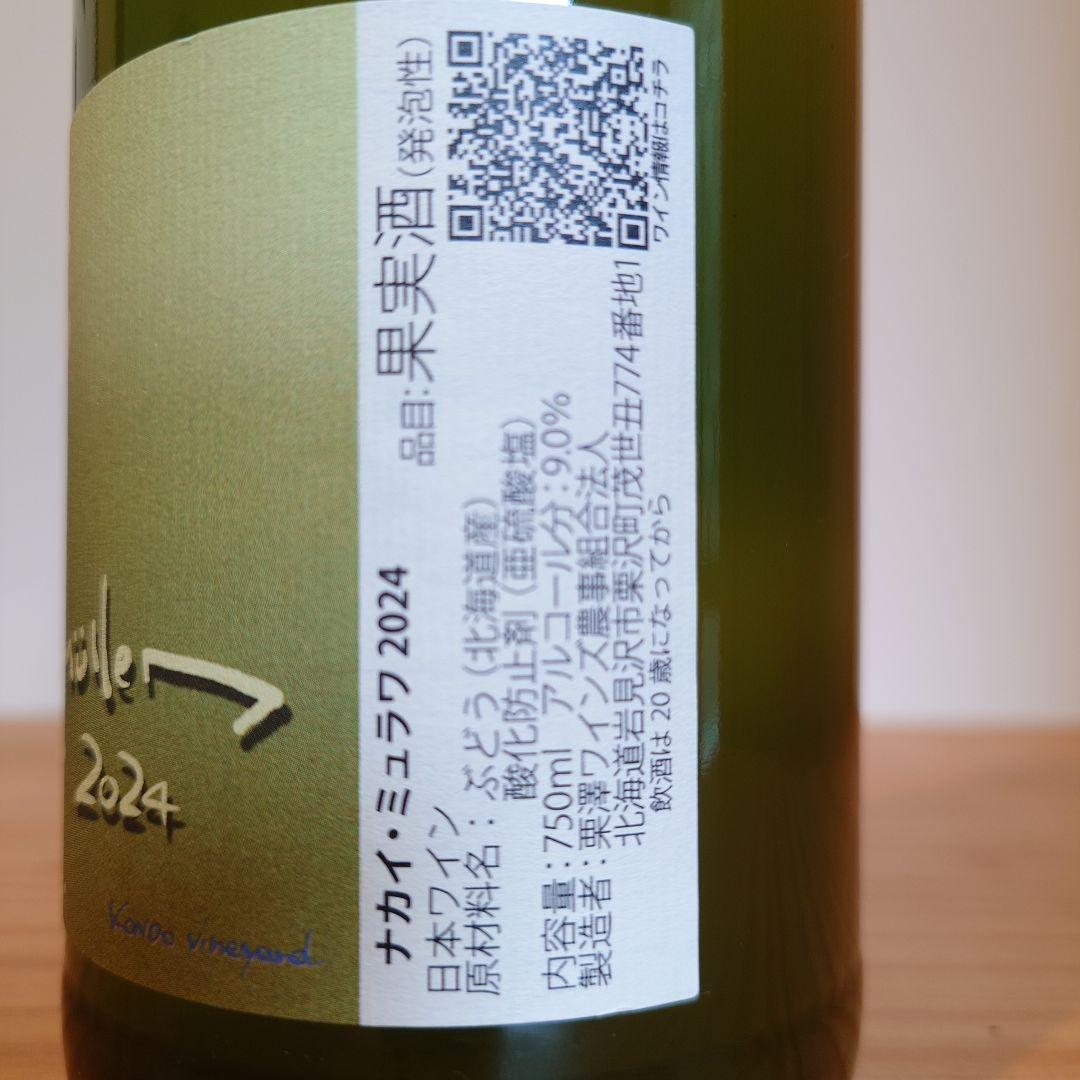 üller
2024
KONDO vineyard
ナカイ・ミュラワ 2024
品目:果実酒(発泡性)
日本ワイン
原材料名：ぶどう（北海道産）
酸化防止剤（亜硫酸塩）
内容量：750ml アルコール分：9.0%
製造者：栗澤ワインズ農事組合法人
北海道岩見沢市栗沢町茂世丑774番地1
飲酒は20歳になってから
ワイン情報はコチラ